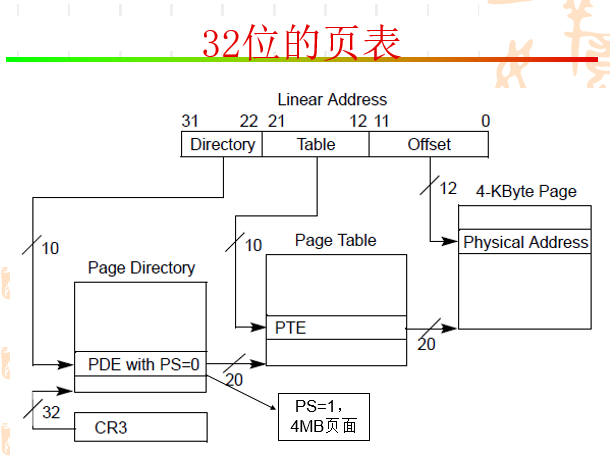 32位的页表
Linear Address
31 22 21 12 11 0
Directory Table Offset
12
4-KByte Page
10
10
Physical Address
Page Table
Page Directory
PTE
20
PDE with PS=0
20
32
PS=1，
4MB页面
CR3